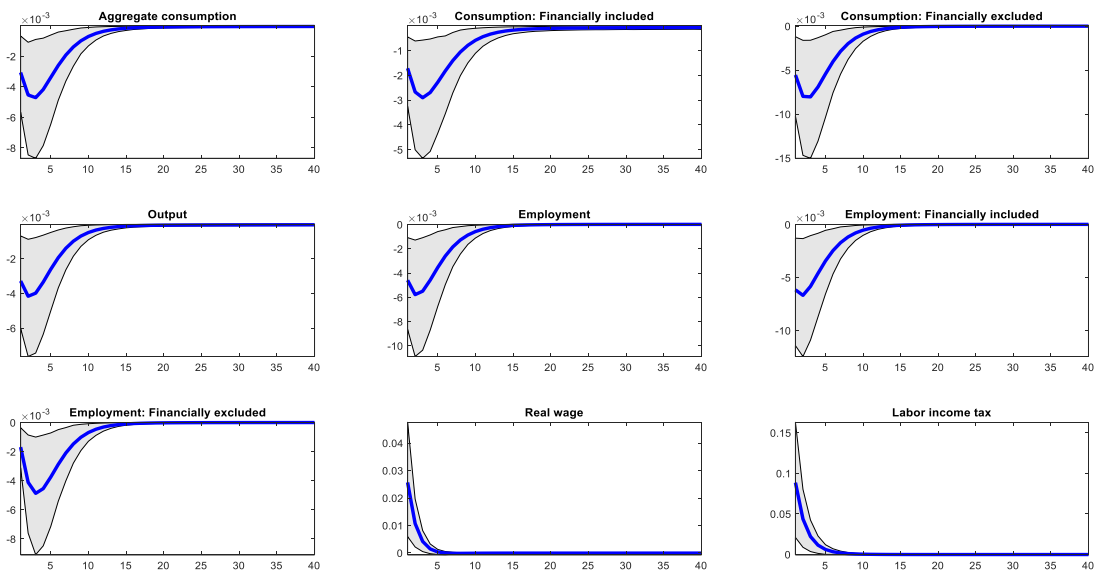 Aggregate consumption
×10-3
-2
-4
-6
-8
5 10 15 20 25 30 35 40
Consumption: Financially included
×10-3
-1
-2
-3
-4
-5
5 10 15 20 25 30 35 40
Consumption: Financially excluded
×10-3
0
-5
-10
-15
5 10 15 20 25 30 35 40
Output
×10-3
-2
-4
-6
5 10 15 20 25 30 35 40
Employment
×10-3
0
-2
-4
-6
-8
-10
5 10 15 20 25 30 35 40
Employment: Financially included
×10-3
0
-5
-10
5 10 15 20 25 30 35 40
Employment: Financially excluded
×10-3
0
-2
-4
-6
-8
5 10 15 20 25 30 35 40
Real wage
0.04
0.03
0.02
0.01
0
5 10 15 20 25 30 35 40
Labor income tax
0.15
0.1
0.05
0
5 10 15 20 25 30 35 40